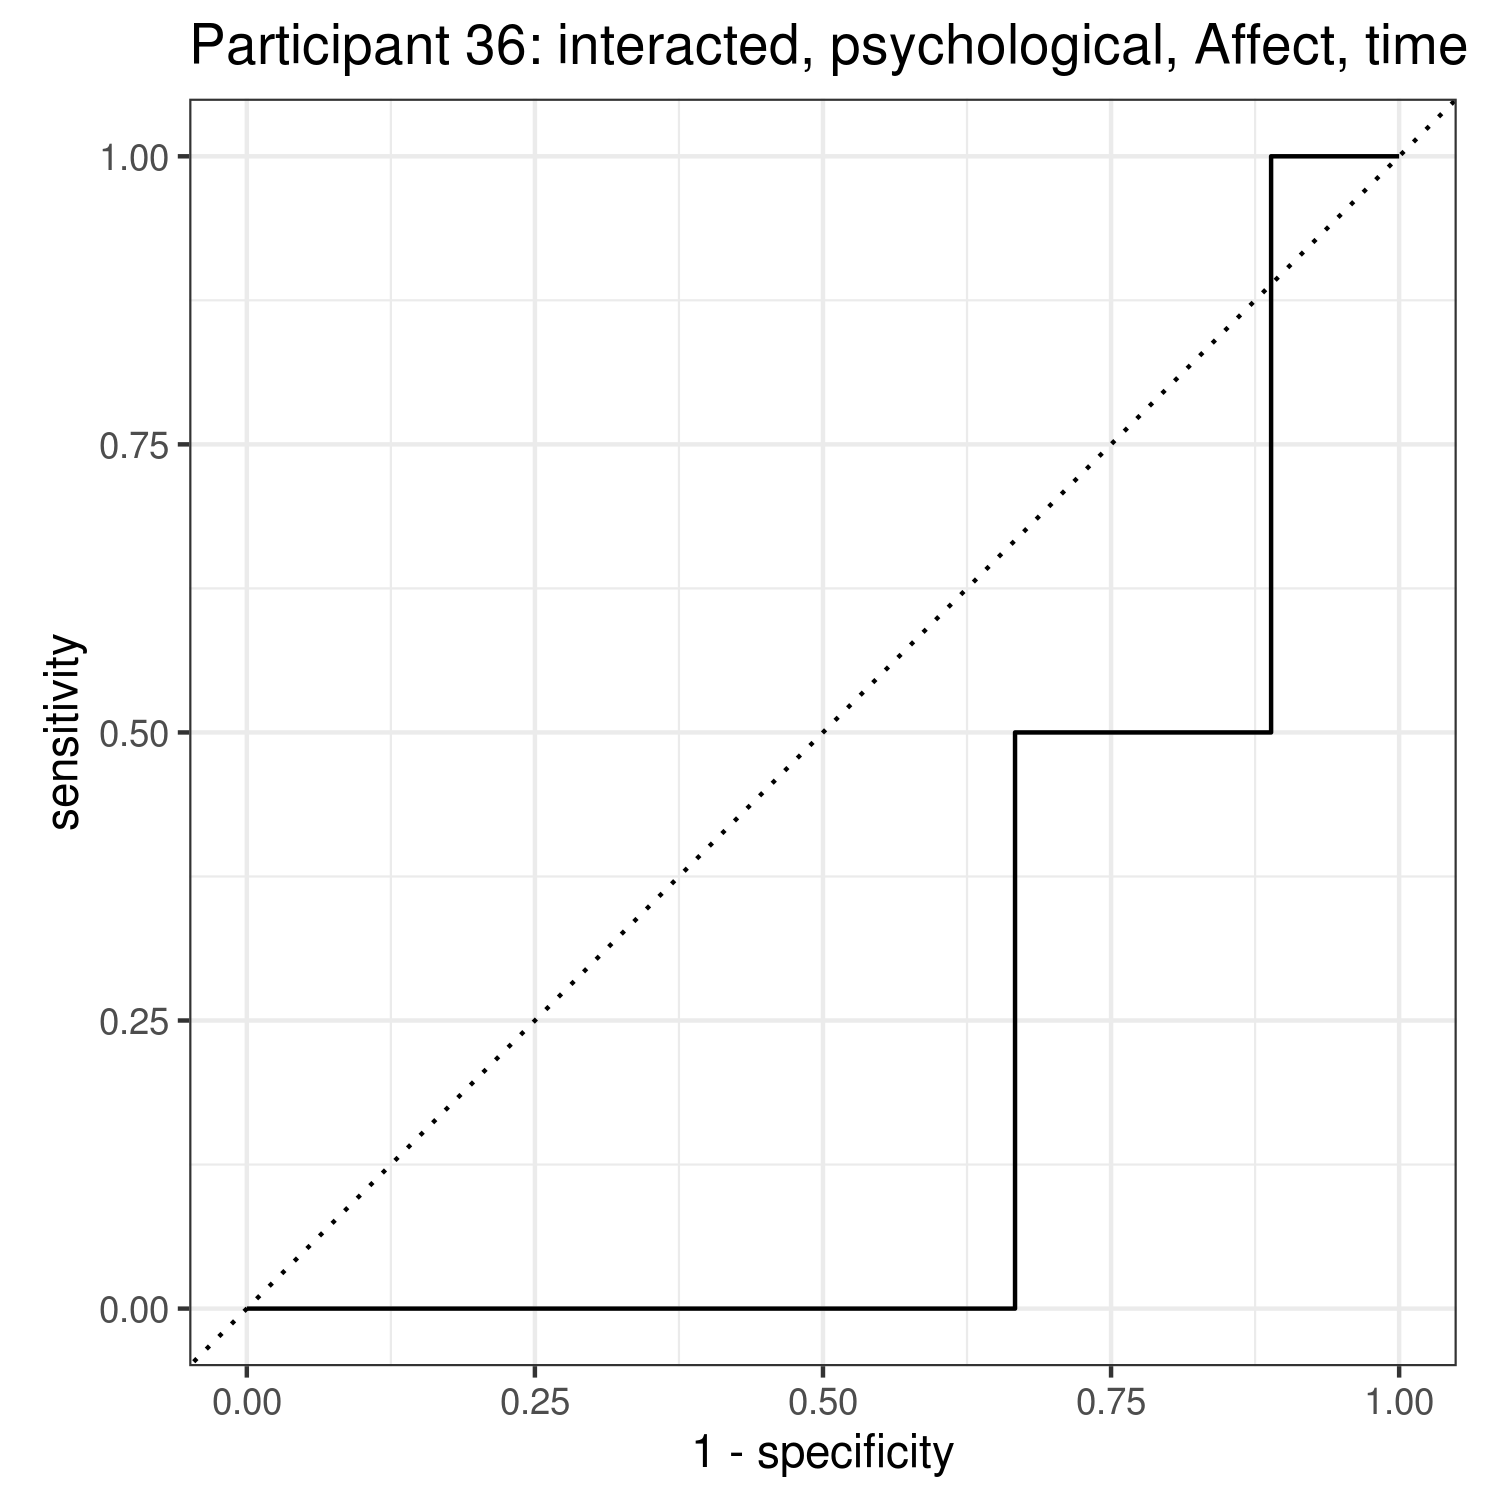 Participant 36: interacted, psychological, Affect, time
1.00
0.75
0.50
0.25
0.00
sensitivity
0.00 0.25 0.50 0.75 1.00
1 - specificity